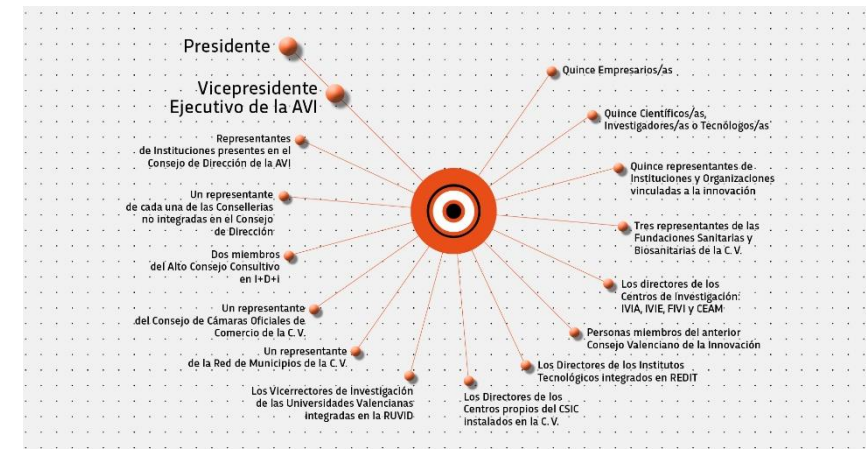 Presidente
Vicepresidente
Ejecutivo de la AVI
Representantes
de Instituciones presentes en el
Consejo de Dirección de la AVI
Un representante
de cada una de las Consellerias
no integradas en el Consejo
de Dirección
Dos miembros
del Alto Consejo Consultivo
en I+D+i
Un representante
del Consejo de Cámaras Oficiales de
Comercio de la C.V.
Un representante
de la Red de Municipios de la C.V.
Los Vicerrectores de Investigación
de las Universidades Valencianas
integradas en la RUVID
Quince Empresarios/as
Quince Científicos/as,
Investigadores/as o Tecnólogos/as
Quince representantes de
Instituciones y Organizaciones
vinculadas a la innovación
Tres representantes de las
Fundaciones Sanitarias y
Biosanitarias de la C.V.
Los directores de los
Centros de Investigación:
IVIA, IVIE, FIVI y CEAM
Personas miembros del anterior
Consejo Valenciano de la Innovación
Los Directores de los Institutos
Tecnológicos integrados en REDIT
Los Directores de los
Centros propios del CSIC
instalados en la C.V.